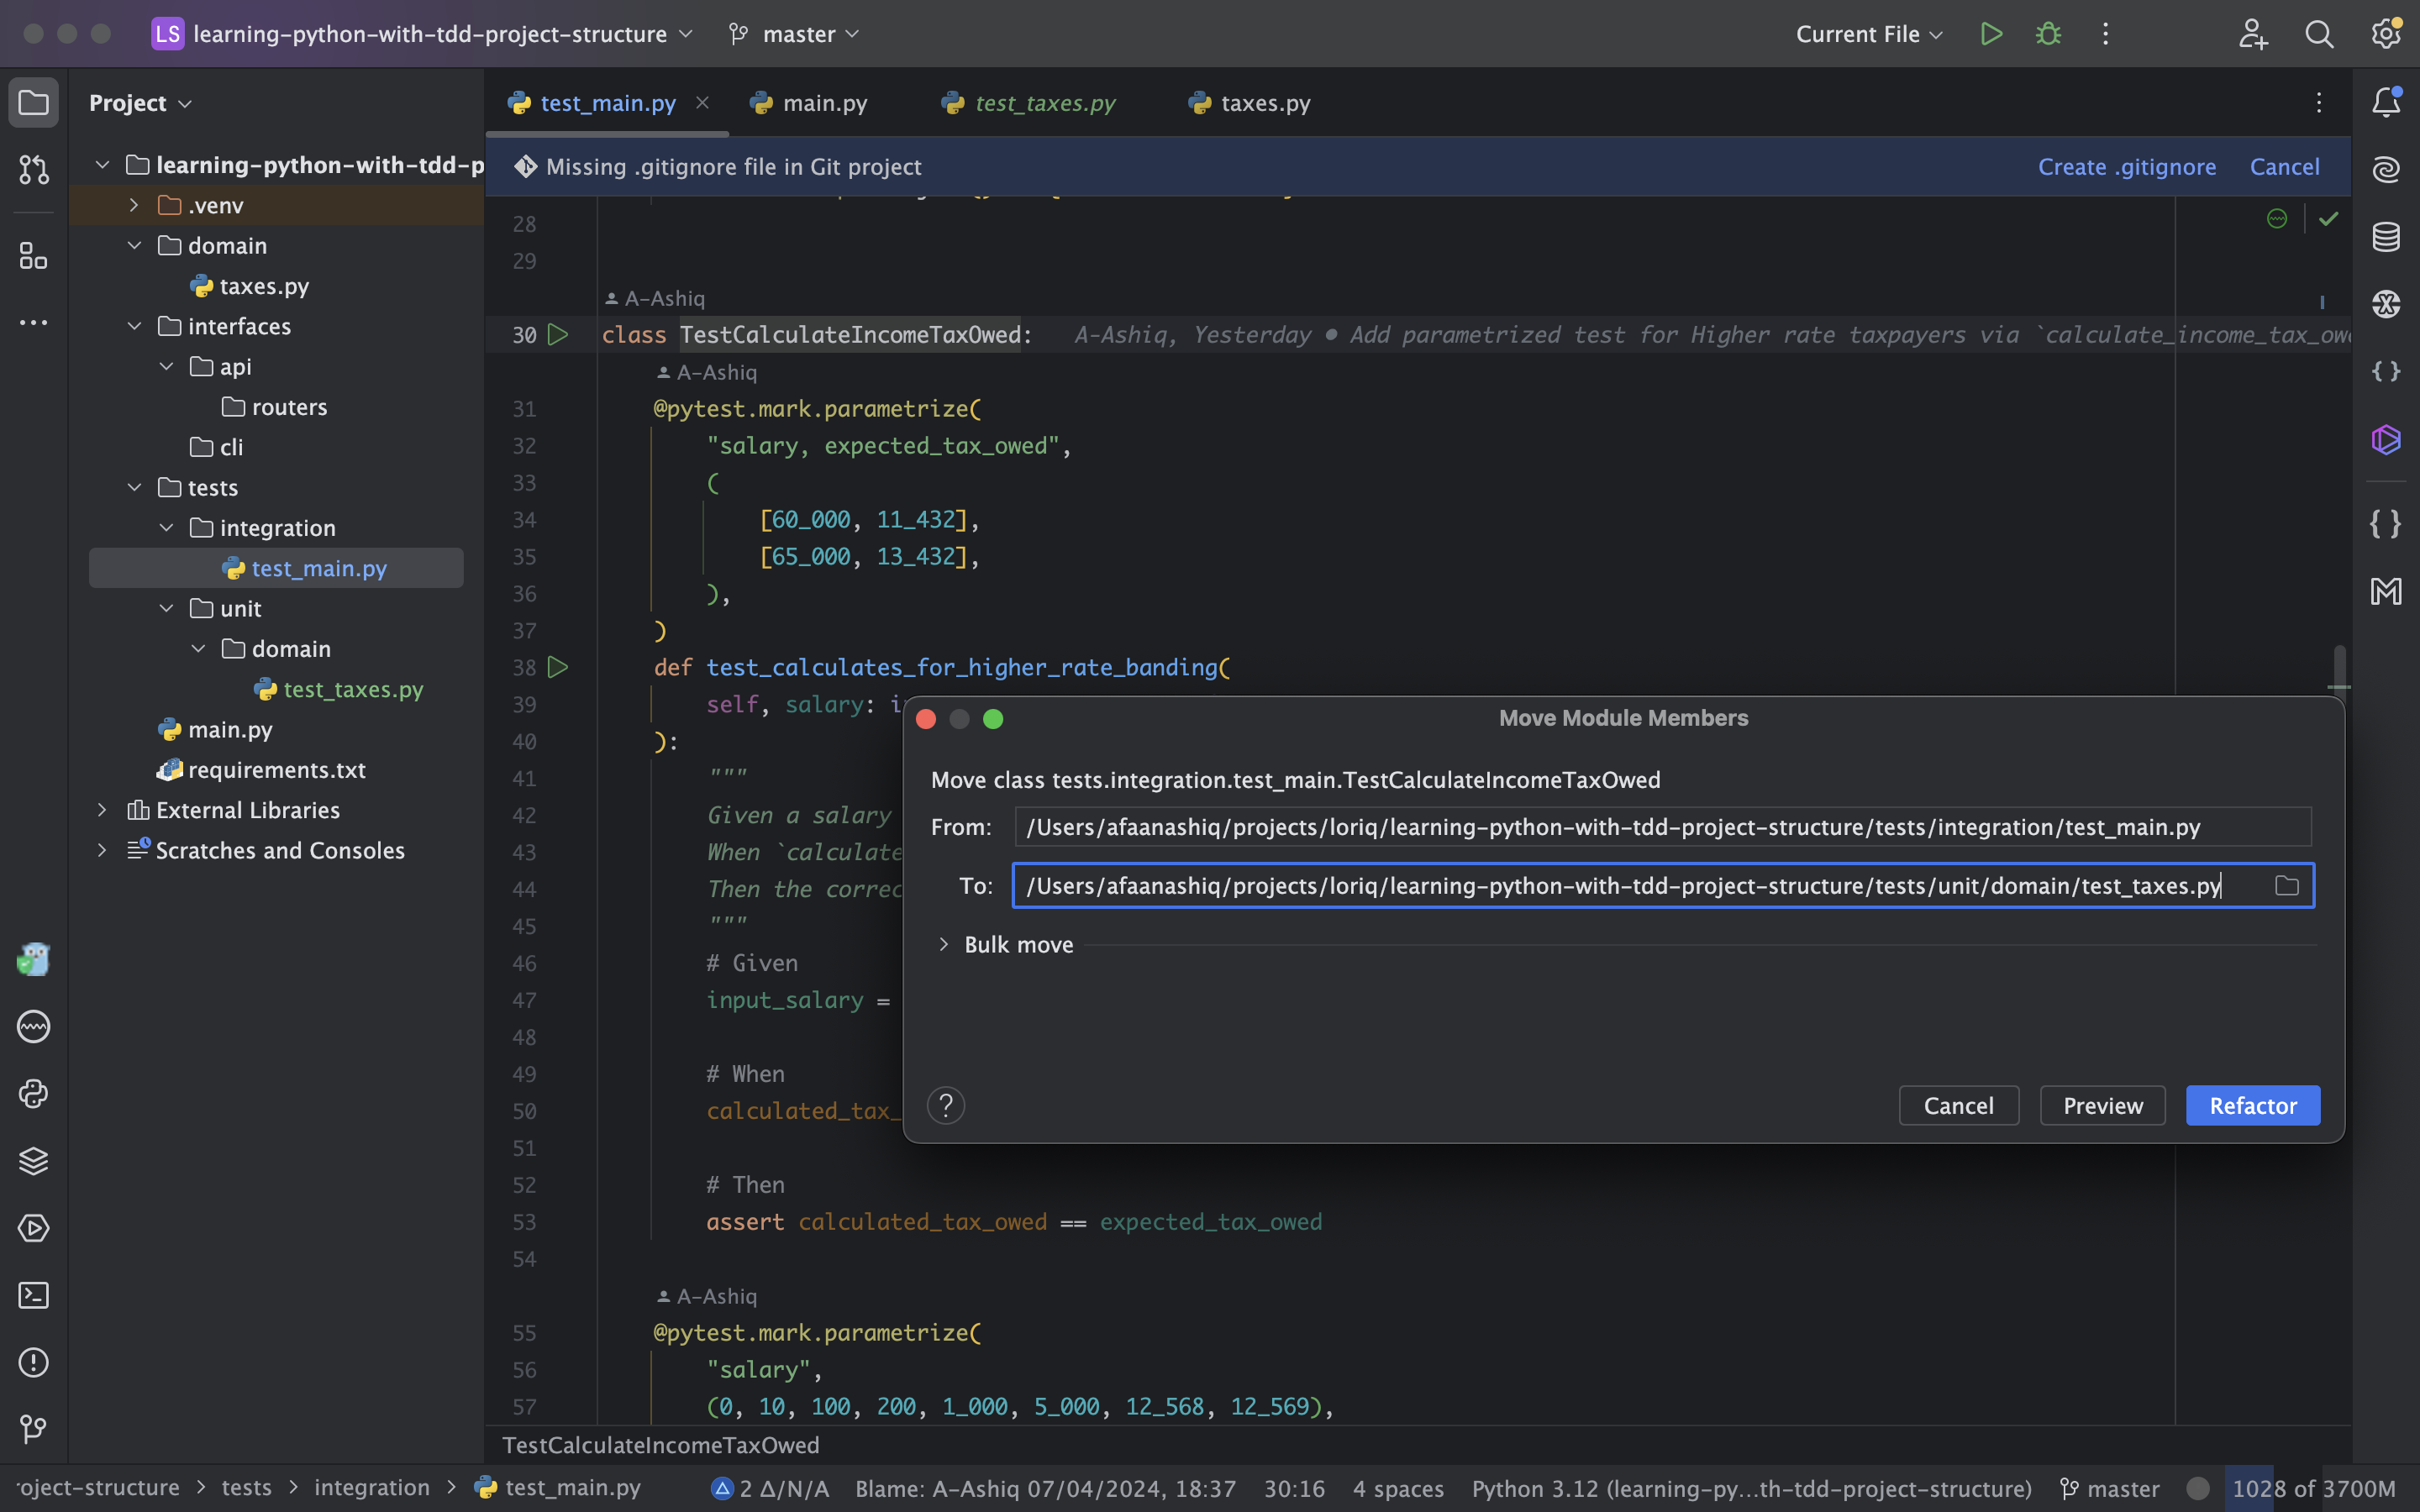 LS learning-python-with-tdd-project-structure master Current File
Project
test_main.py main.py test_taxes.py taxes.py
Missing .gitignore file in Git project Create .gitignore Cancel
learning-python-with-tdd-p
.venv
domain
taxes.py
interfaces
api
routers
cli
tests
integration
test_main.py
unit
domain
test_taxes.py
main.py
requirements.txt
External Libraries
Scratches and Consoles
28
29
A-Ashiq
30 class TestCalculateIncomeTaxOwed: A-Ashiq, Yesterday • Add parametrized test for Higher rate taxpayers via `calculate_income_tax_owe
A-Ashiq
31 @pytest.mark.parametrize(
32 "salary, expected_tax_owed",
33 (
34 [60_000, 11_432],
35 [65_000, 13_432],
36 ),
37 )
38 def test_calculates_for_higher_rate_banding(
39 self, salary: i
40 ):
41 """
42 Given a salary
43 When `calculate
44 Then the correc
45 """
46 # Given
47 input_salary =
48
49 # When
50 calculated_tax_
51
52 # Then
53 assert calculated_tax_owed == expected_tax_owed
54
A-Ashiq
55 @pytest.mark.parametrize(
56 "salary",
57 (0, 10, 100, 200, 1_000, 5_000, 12_568, 12_569),
TestCalculateIncomeTaxOwed
Move Module Members
Move class tests.integration.test_main.TestCalculateIncomeTaxOwed
From: /Users/afaanashiq/projects/loriq/learning-python-with-tdd-project-structure/tests/integration/test_main.py
To: /Users/afaanashiq/projects/loriq/learning-python-with-tdd-project-structure/tests/unit/domain/test_taxes.py
Bulk move
? Cancel Preview Refactor
roject-structure > tests > integration > test_main.py 2 Δ/N/A Blame: A-Ashiq 07/04/2024, 18:37 30:16 4 spaces Python 3.12 (learning-py...th-tdd-project-structure) master 1028 of 3700M